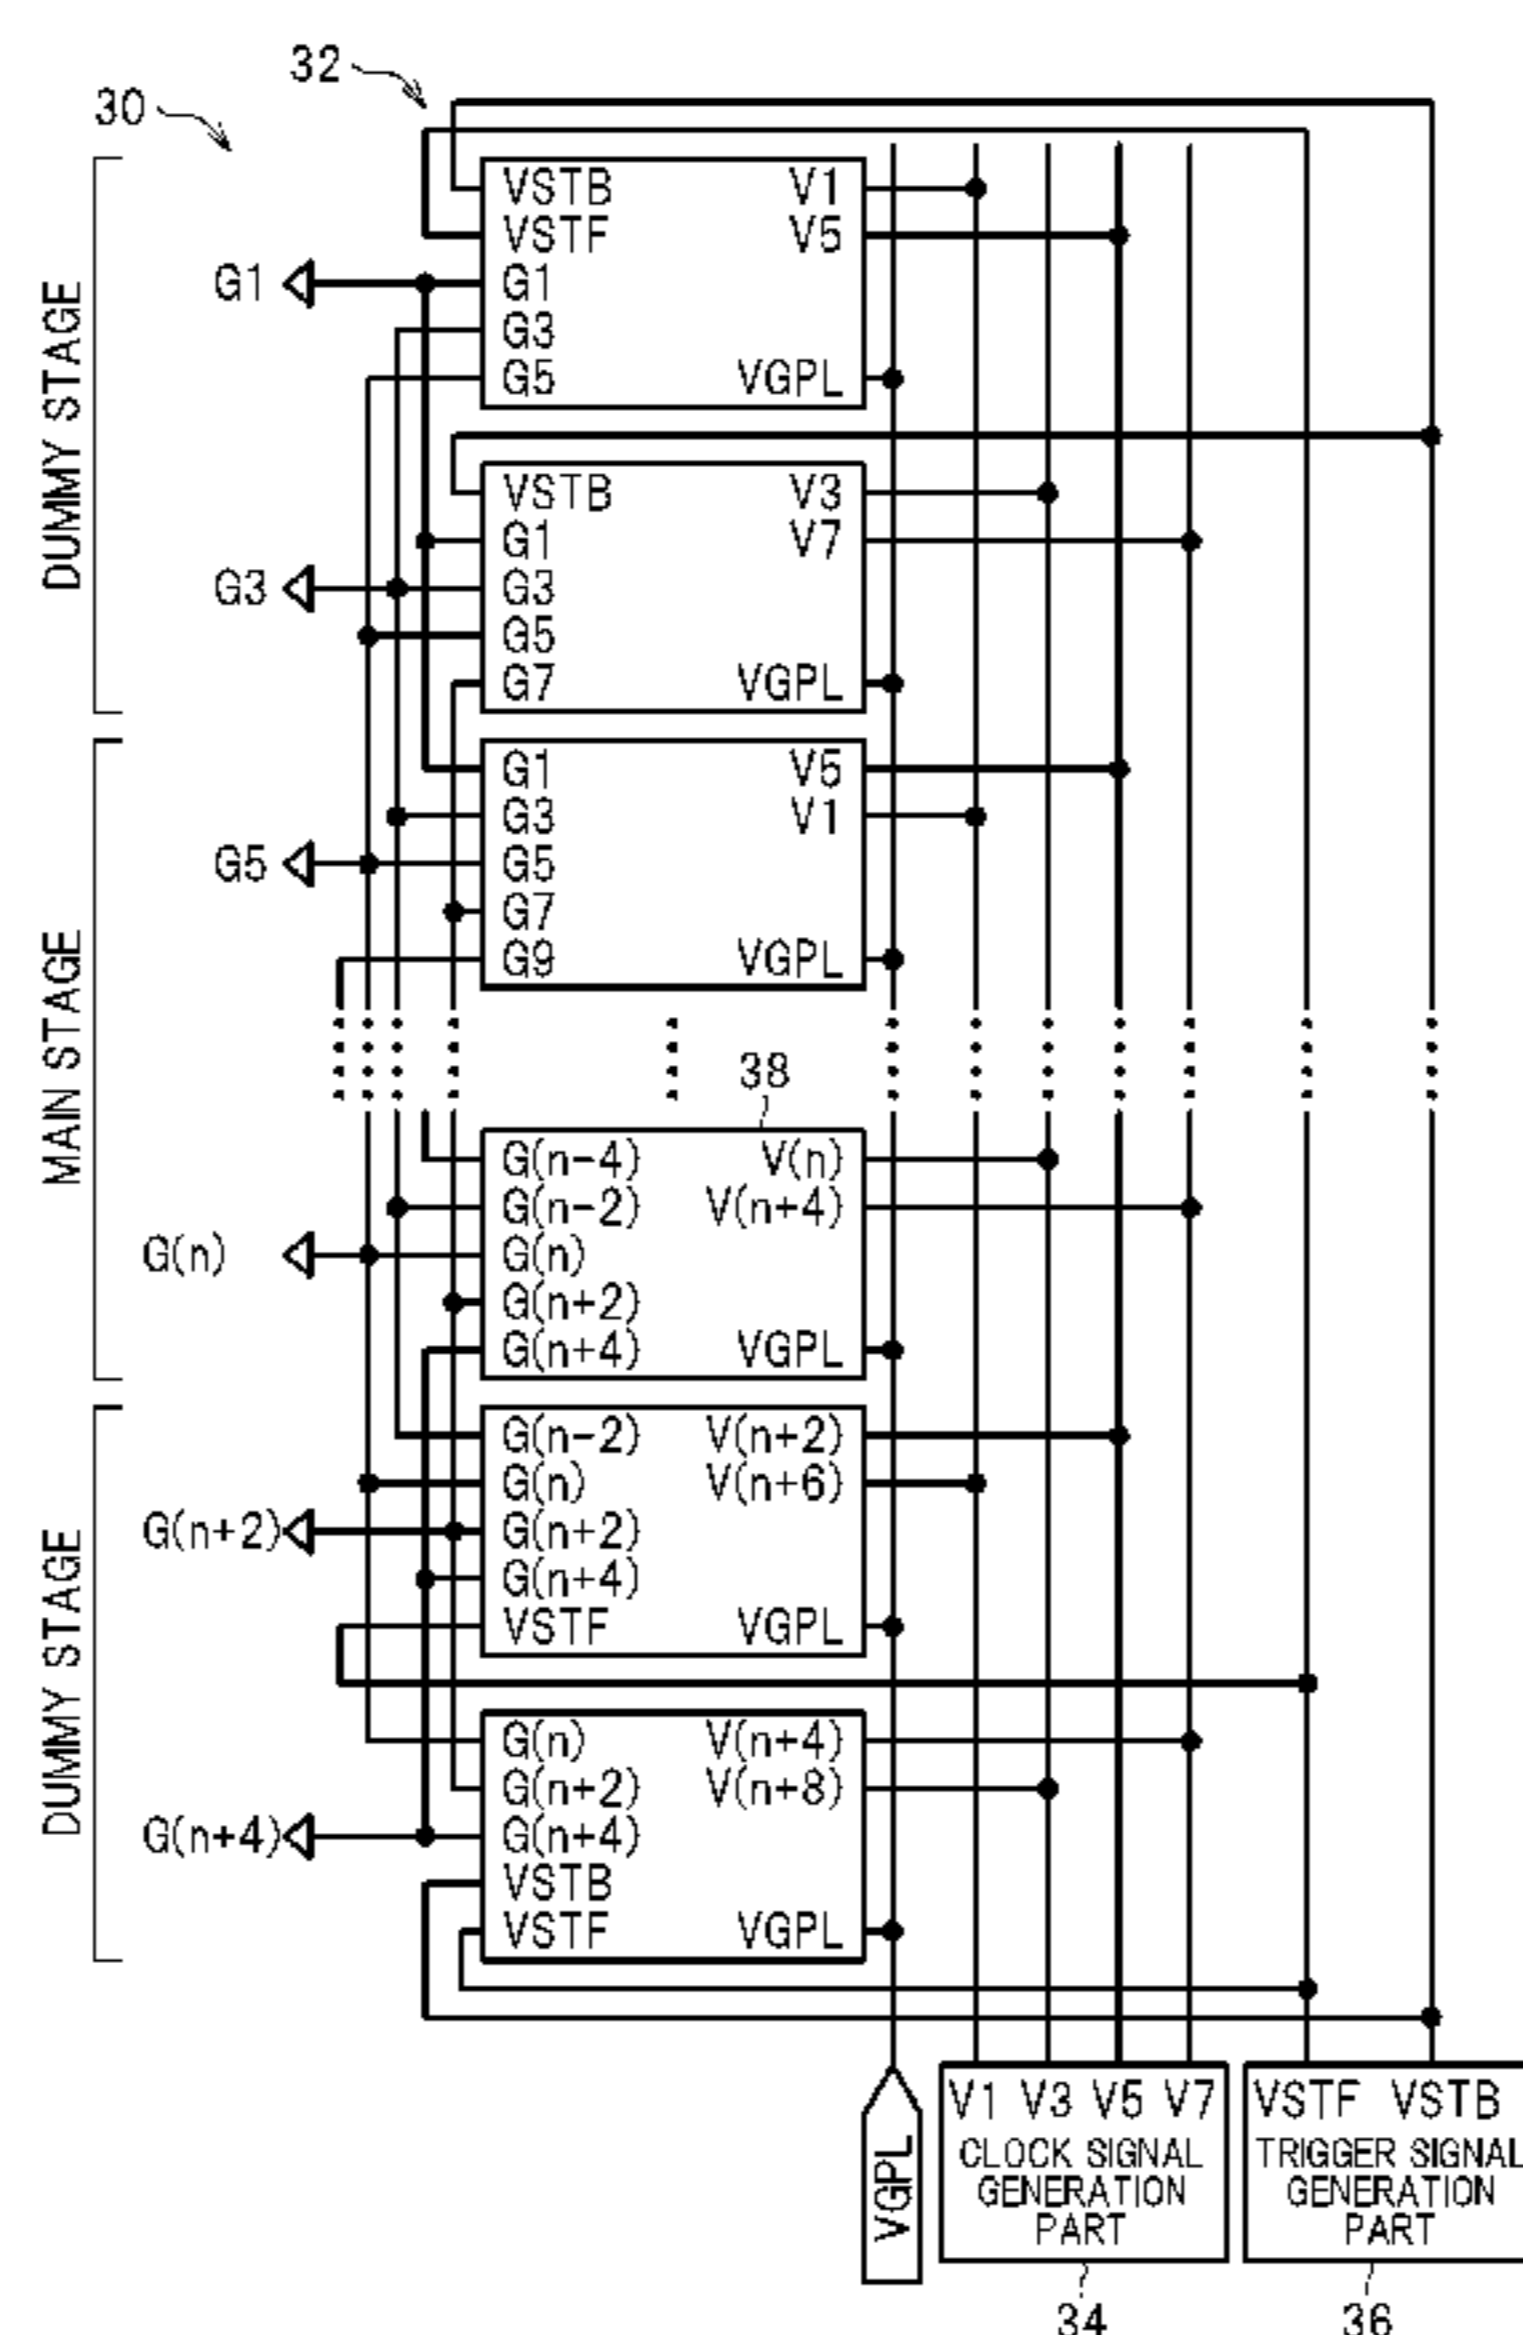 32
30
DUMMY STAGE
G1
VSTB V1
VSTF V5
G1
G3
G5 VGPL
G3
VSTB V3
G1 V7
G3
G5
G7 VGPL
MAIN STAGE
G5
G1 V5
G3 V1
G5
G7
G9 VGPL
38
G(n)
G(n-4) V(n)
G(n-2) V(n+4)
G(n)
G(n+2)
G(n+4) VGPL
DUMMY STAGE
G(n+2)
G(n-2) V(n+2)
G(n) V(n+6)
G(n+2)
G(n+4)
VSTF VGPL
G(n+4)
G(n) V(n+4)
G(n+2) V(n+8)
G(n+4)
VSTB
VSTF VGPL
VGPL
V1 V3 V5 V7
CLOCK SIGNAL
GENERATION
PART
34
VSTF VSTB
TRIGGER SIGNAL
GENERATION
PART
36